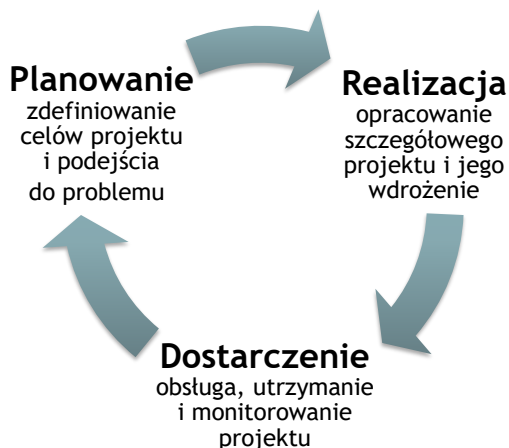 Planowanie
zdefiniowanie
celów projektu
i podejścia
do problemu
Realizacja
opracowanie
szczegółowego
projektu i jego
wdrożenie
Dostarczenie
obsługa, utrzymanie
i monitorowanie
projektu